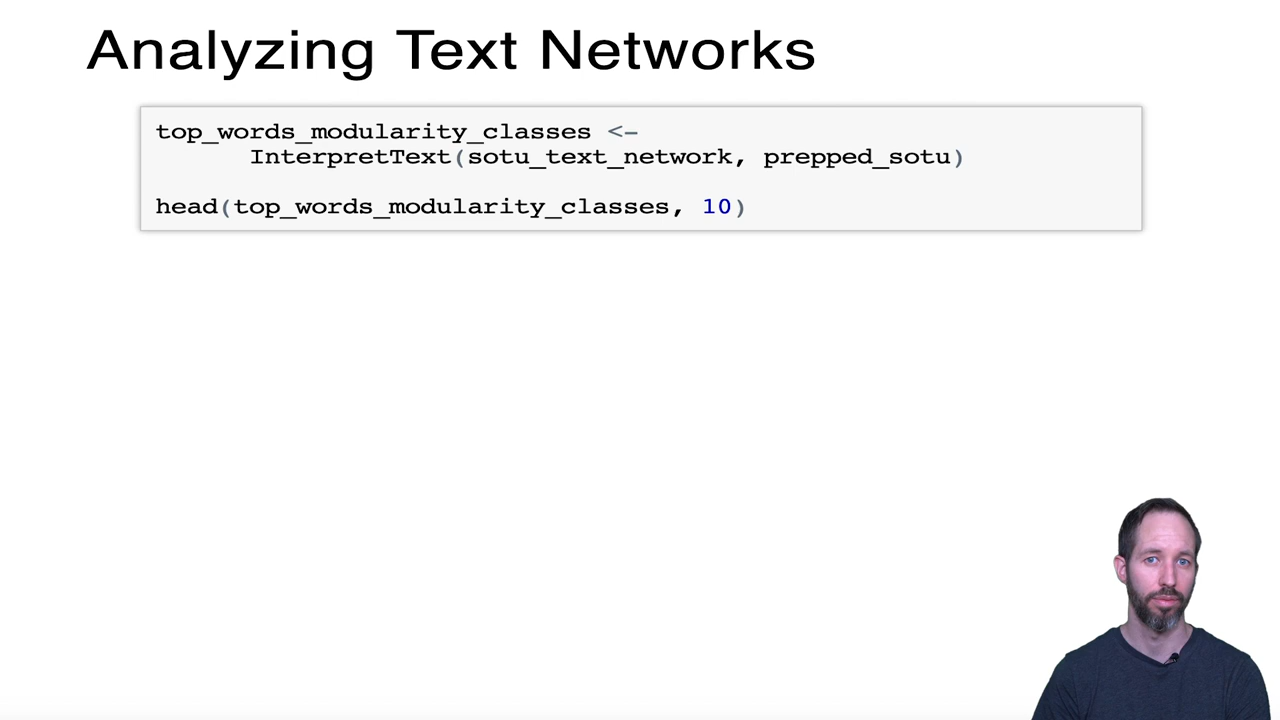 Analyzing Text Networks
top_words_modularity_classes <-
InterpretText(sotu_text_network, prepped_sotu)
head(top_words_modularity_classes, 10)